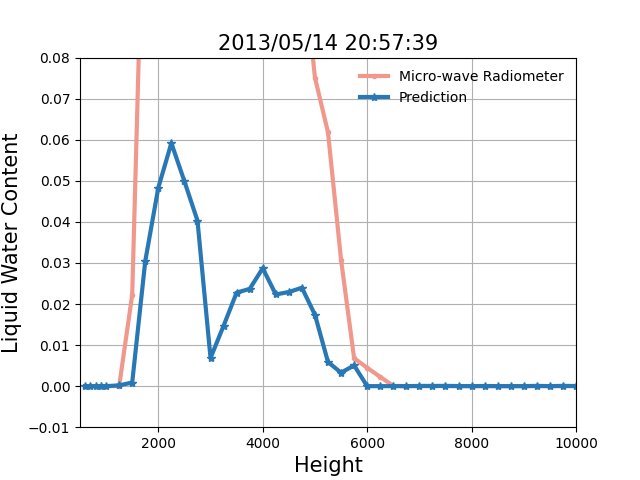 2013/05/14 20:57:39
Liquid Water Content
0.08
0.07
0.06
0.05
0.04
0.03
0.02
0.01
0.00
−0.01
Micro-wave Radiometer
Prediction
2000 4000 6000 8000 10000
Height